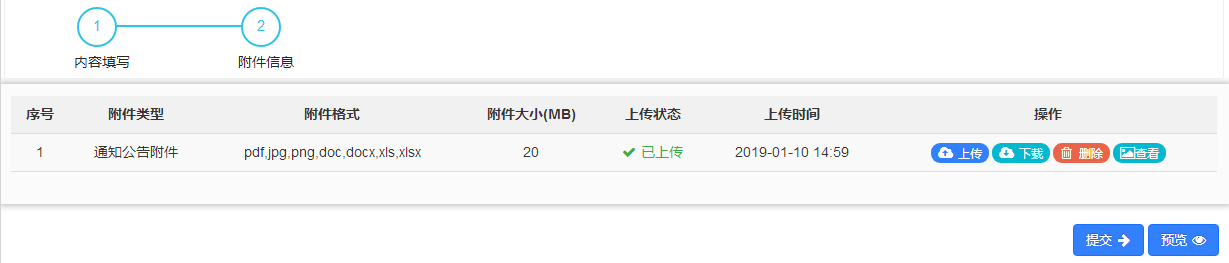 1 2
内容填写 附件信息
序号 附件类型 附件格式 附件大小(MB) 上传状态 上传时间 操作
1 通知公告附件 pdf,jpg,png,doc,docx,xls,xlsx 20 已上传 2019-01-10 14:59 上传 下载 删除 查看
提交 预览